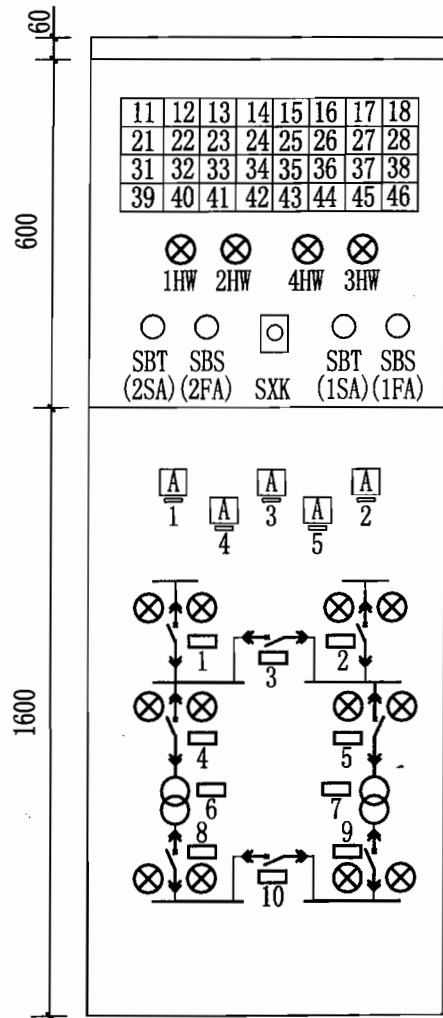 60
11 12 13 14 15 16 17 18
21 22 23 24 25 26 27 28
31 32 33 34 35 36 37 38
39 40 41 42 43 44 45 46
600
1HW 2HW 4HW 3HW
SBT SBS SBT SBS
(2SA) (2FA) SXK (1SA) (1FA)
A A A
1 3 2
A A
4 5
1 2
3
1600
4 5
6 7
8 9
10